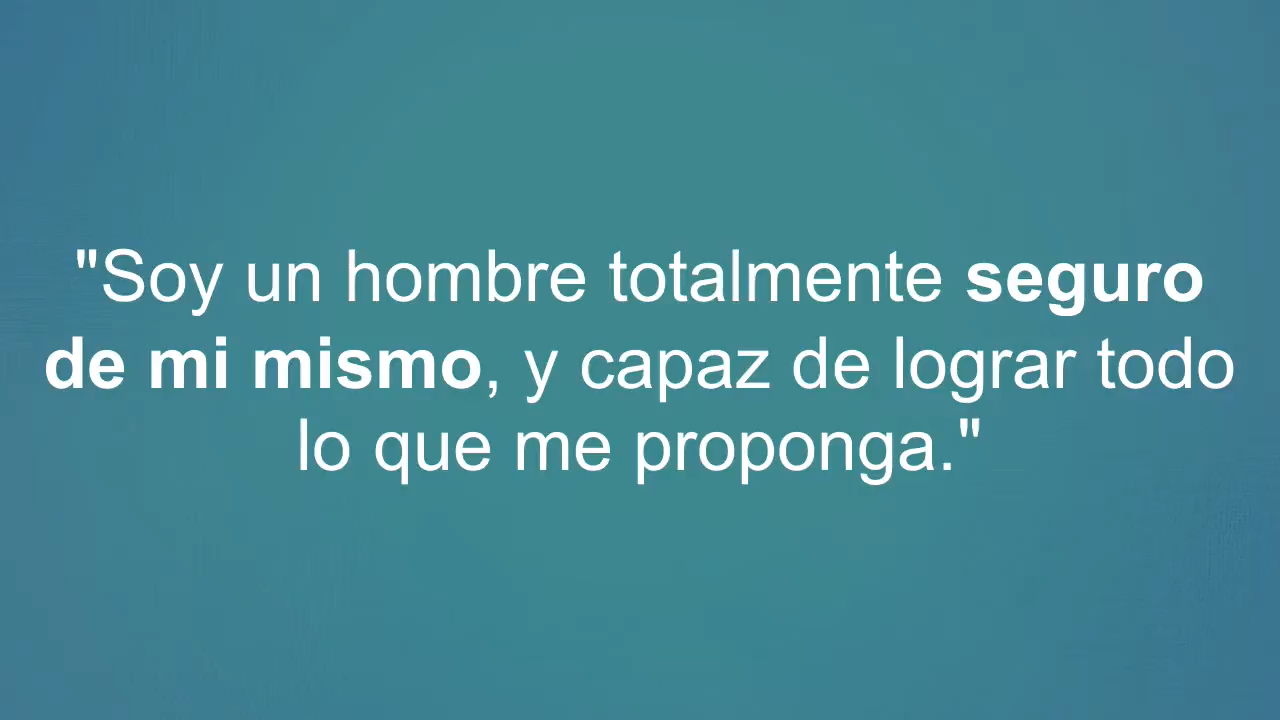 "Soy un hombre totalmente seguro
de mi mismo, y capaz de lograr todo
lo que me proponga."